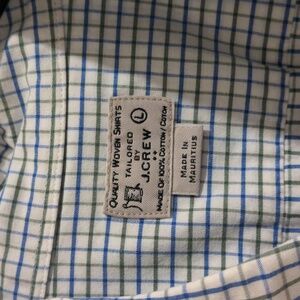 QUALITY WOVEN SHIRTS
TAILORED
BY
J.CREW
L
MADE OF 100% COTTON / COTON
MADE IN
MAURITIUS